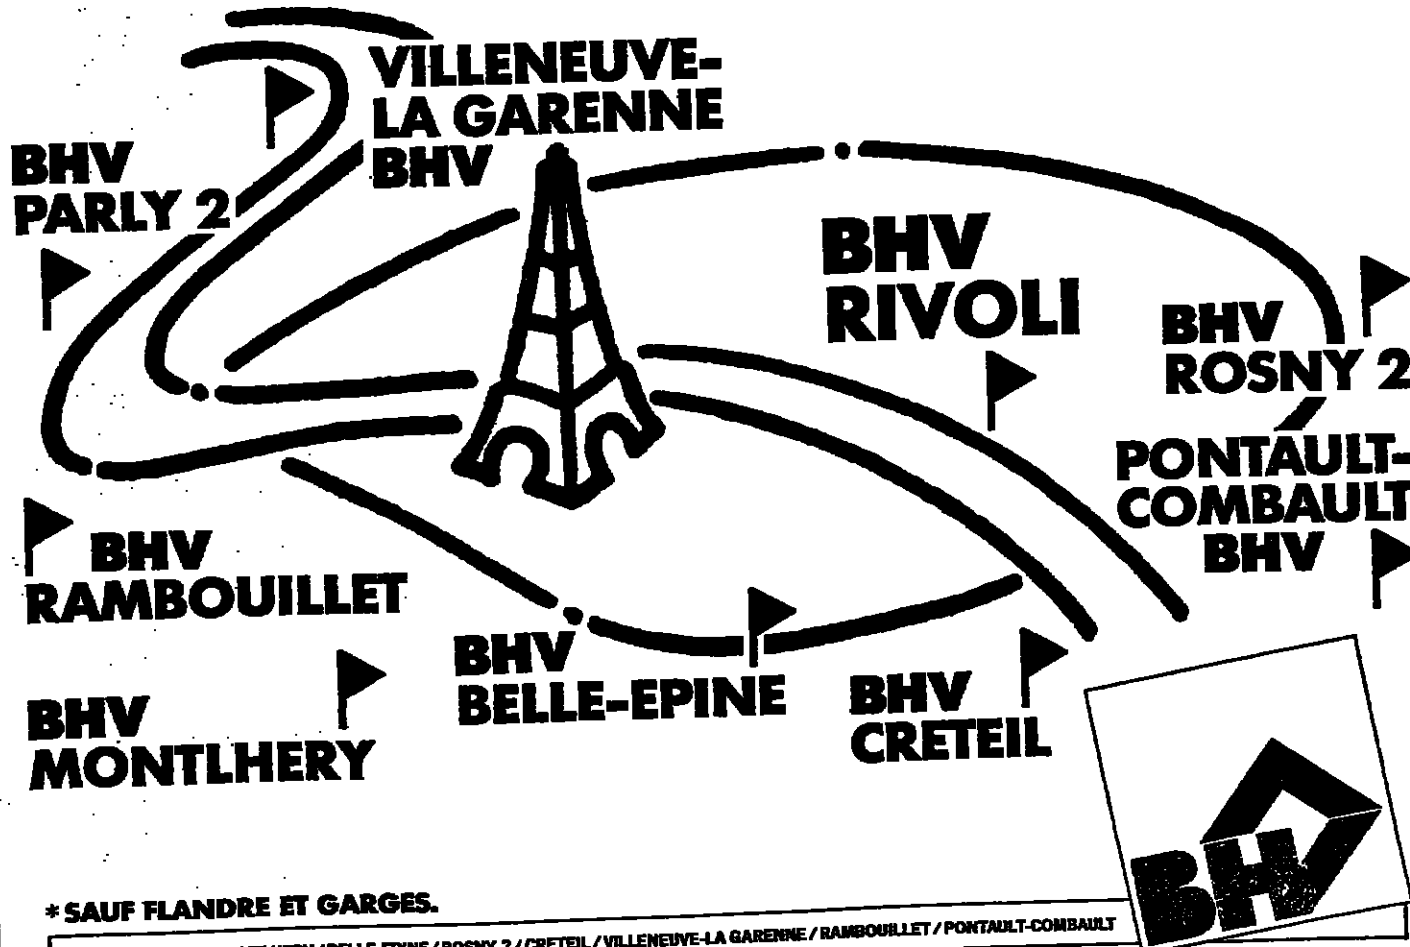 VILLENEUVE-
LA GARENNE
BHV
BHV
PARLY 2
BHV
RIVOLI
BHV
ROSNY 2
PONTAULT-
COMBAULT
BHV
BHV
RAMBOUILLET
BHV
BELLE-EPINE
BHV
CRETEIL
BHV
MONTLHERY
BHV
* SAUF FLANDRE ET GARGES.
/ BELLE-EPINE / ROSNY 2 / CRETEIL / VILLENEUVE-LA GARENNE / RAMBOUILLET / PONTAULT-COMBAULT